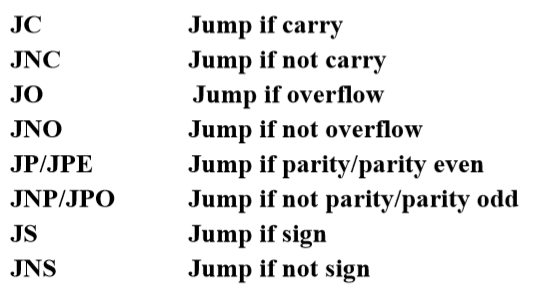 JC Jump if carry
JNC Jump if not carry
JO Jump if overflow
JNO Jump if not overflow
JP/JPE Jump if parity/parity even
JNP/JPO Jump if not parity/parity odd
JS Jump if sign
JNS Jump if not sign